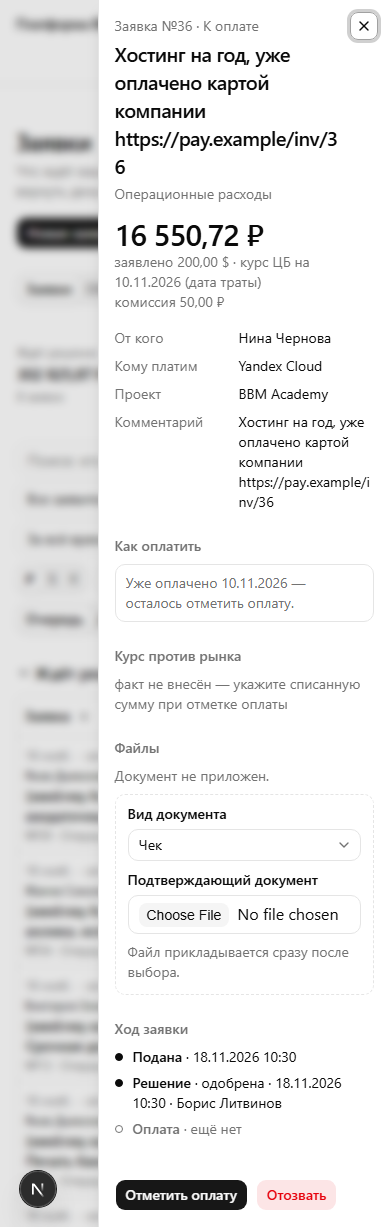 Заявка №36 · К оплате
Хостинг на год, уже
оплачено картой
компании
https://pay.example/inv/3
6
Операционные расходы
16 550,72 ₽
заявлено 200,00 $ · курс ЦБ на
10.11.2026 (дата траты)
комиссия 50,00 ₽
От кого Нина Чернова
Кому платим Yandex Cloud
Проект BBM Academy
Комментарий Хостинг на год, уже
оплачено картой
компании
https://pay.example/i
nv/36
Как оплатить
Уже оплачено 10.11.2026 —
осталось отметить оплату.
Курс против рынка
факт не внесён — укажите списанную
сумму при отметке оплаты
Файлы
Документ не приложен.
Вид документа
Чек
Подтверждающий документ
Choose File No file chosen
Файл прикладывается сразу после
выбора.
Ход заявки
Подана · 18.11.2026 10:30
Решение · одобрена · 18.11.2026
10:30 · Борис Литвинов
Оплата · ещё нет
Отметить оплату Отозвать